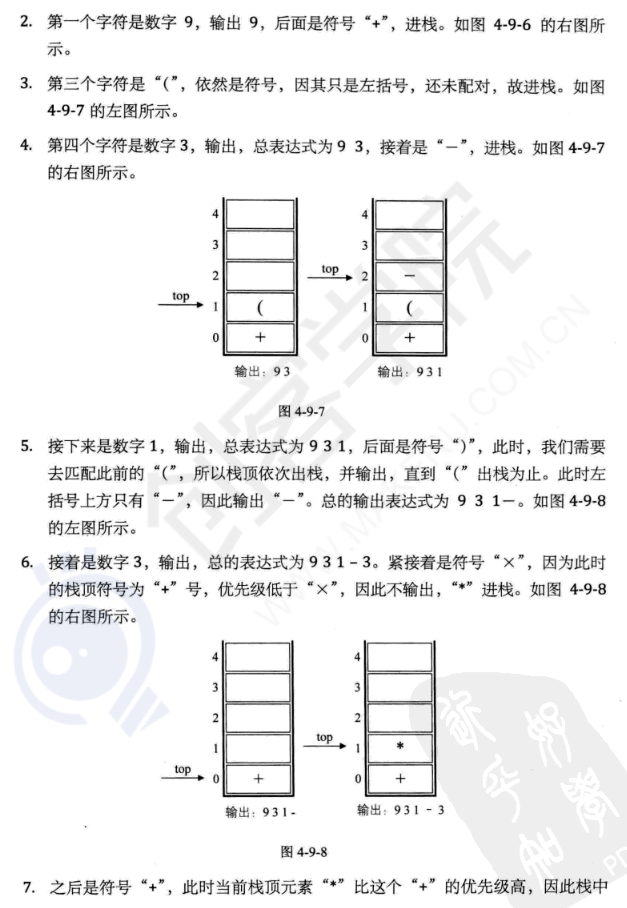 2. 第一个字符是数字 9，输出 9，后面是符号“+”，进栈。如图 4-9-6 的右图所
示。
3. 第三个字符是“(”，依然是符号，因其只是左括号，还未配对，故进栈。如图
4-9-7 的左图所示。
4. 第四个字符是数字 3，输出，总表达式为 9 3，接着是“－”，进栈。如图 4-9-7
的右图所示。
4
3
2
top 1 (
0 +
输出：9 3
4
3
top 2 －
1 (
0 +
输出：9 3 1
图 4-9-7
5. 接下来是数字 1，输出，总表达式为 9 3 1，后面是符号“)”，此时，我们需要
去匹配此前的“(”，所以栈顶依次出栈，并输出，直到“(”出栈为止。此时左
括号上方只有“－”，因此输出“－”。总的输出表达式为 9 3 1－。如图 4-9-8
的左图所示。
6. 接着是数字 3，输出，总的表达式为 9 3 1 - 3。紧接着是符号“×”，因为此时
的栈顶符号为“+”号，优先级低于“×”，因此不输出，“*”进栈。如图 4-9-8
的右图所示。
4
3
2
1
top 0 +
输出：9 3 1 -
4
3
2
top 1 *
0 +
输出：9 3 1 - 3
图 4-9-8
7. 之后是符号“+”，此时当前栈顶元素“*”比这个“+”的优先级高，因此栈中
创客学院